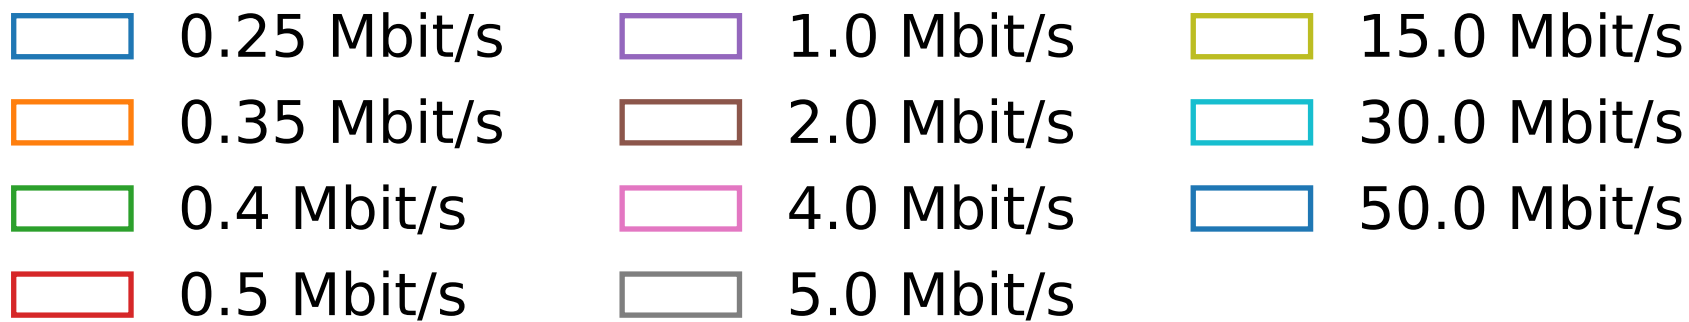 0.25 Mbit/s
0.35 Mbit/s
0.4 Mbit/s
0.5 Mbit/s
1.0 Mbit/s
2.0 Mbit/s
4.0 Mbit/s
5.0 Mbit/s
15.0 Mbit/s
30.0 Mbit/s
50.0 Mbit/s